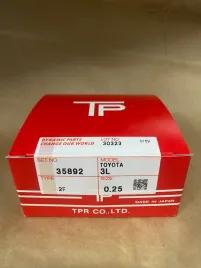 TP
DYNAMIC PARTS
CHANGE OUR WORLD
LOT NO
30323
SET NO
35892
MODEL
TOYOTA
3L
TYPE
2F
SIZE
0.25
MADE IN JAPAN
TPR CO.,LTD.